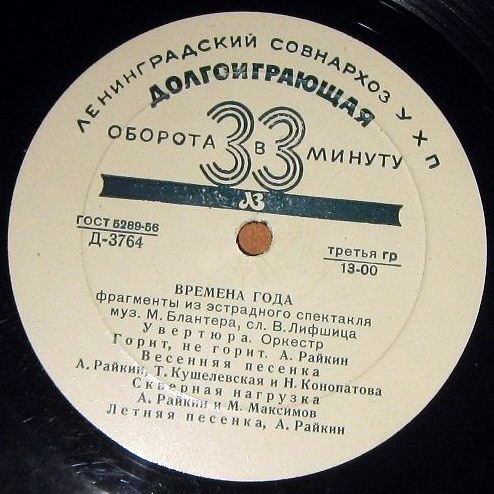 ЛЕНИНГРАДСКИЙ СОВНАРХОЗ УХП
ДОЛГОИГРАЮЩАЯ
ОБОРОТА 33 В МИНУТУ
ЛЗ
ГОСТ 5289-56
Д-3764
третья гр
13-00
ВРЕМЕНА ГОДА
фрагменты из эстрадного спектакля
муз. М. Блантера, сл. В. Лифшица
Увертюра. Оркестр
Горит, не горит. А. Райкин
Весенняя песенка
А. Райкин, Т. Кушелевская и Н. Конопатова
Скверная нагрузка
А. Райкин и М. Максимов
Летняя песенка, А. Райкин